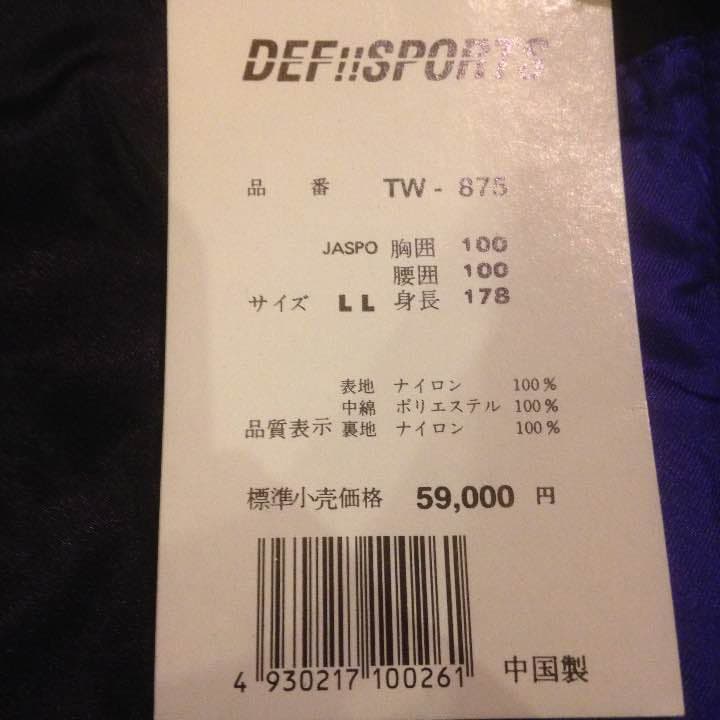 DEF!!SPORTS
品 番 TW - 875
JASPO 胸囲 100
腰囲 100
サイズ LL 身長 178
表地 ナイロン 100%
中綿 ポリエステル 100%
品質表示 裏地 ナイロン 100%
標準小売価格 59,000 円
4 930217 100261 中国製